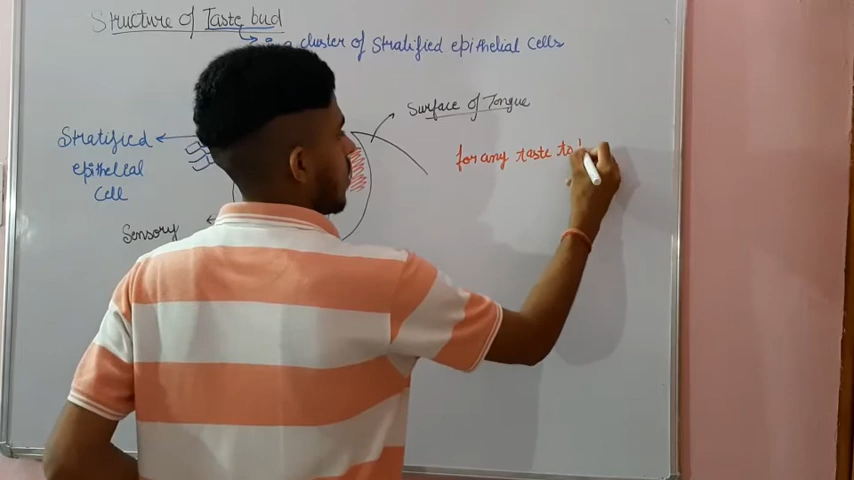 Structure of Taste bud
cluster of Stratified epithelial Cells
Surface of Tongue
Stratified
epithelial
Cell
for any taste to
Sensory